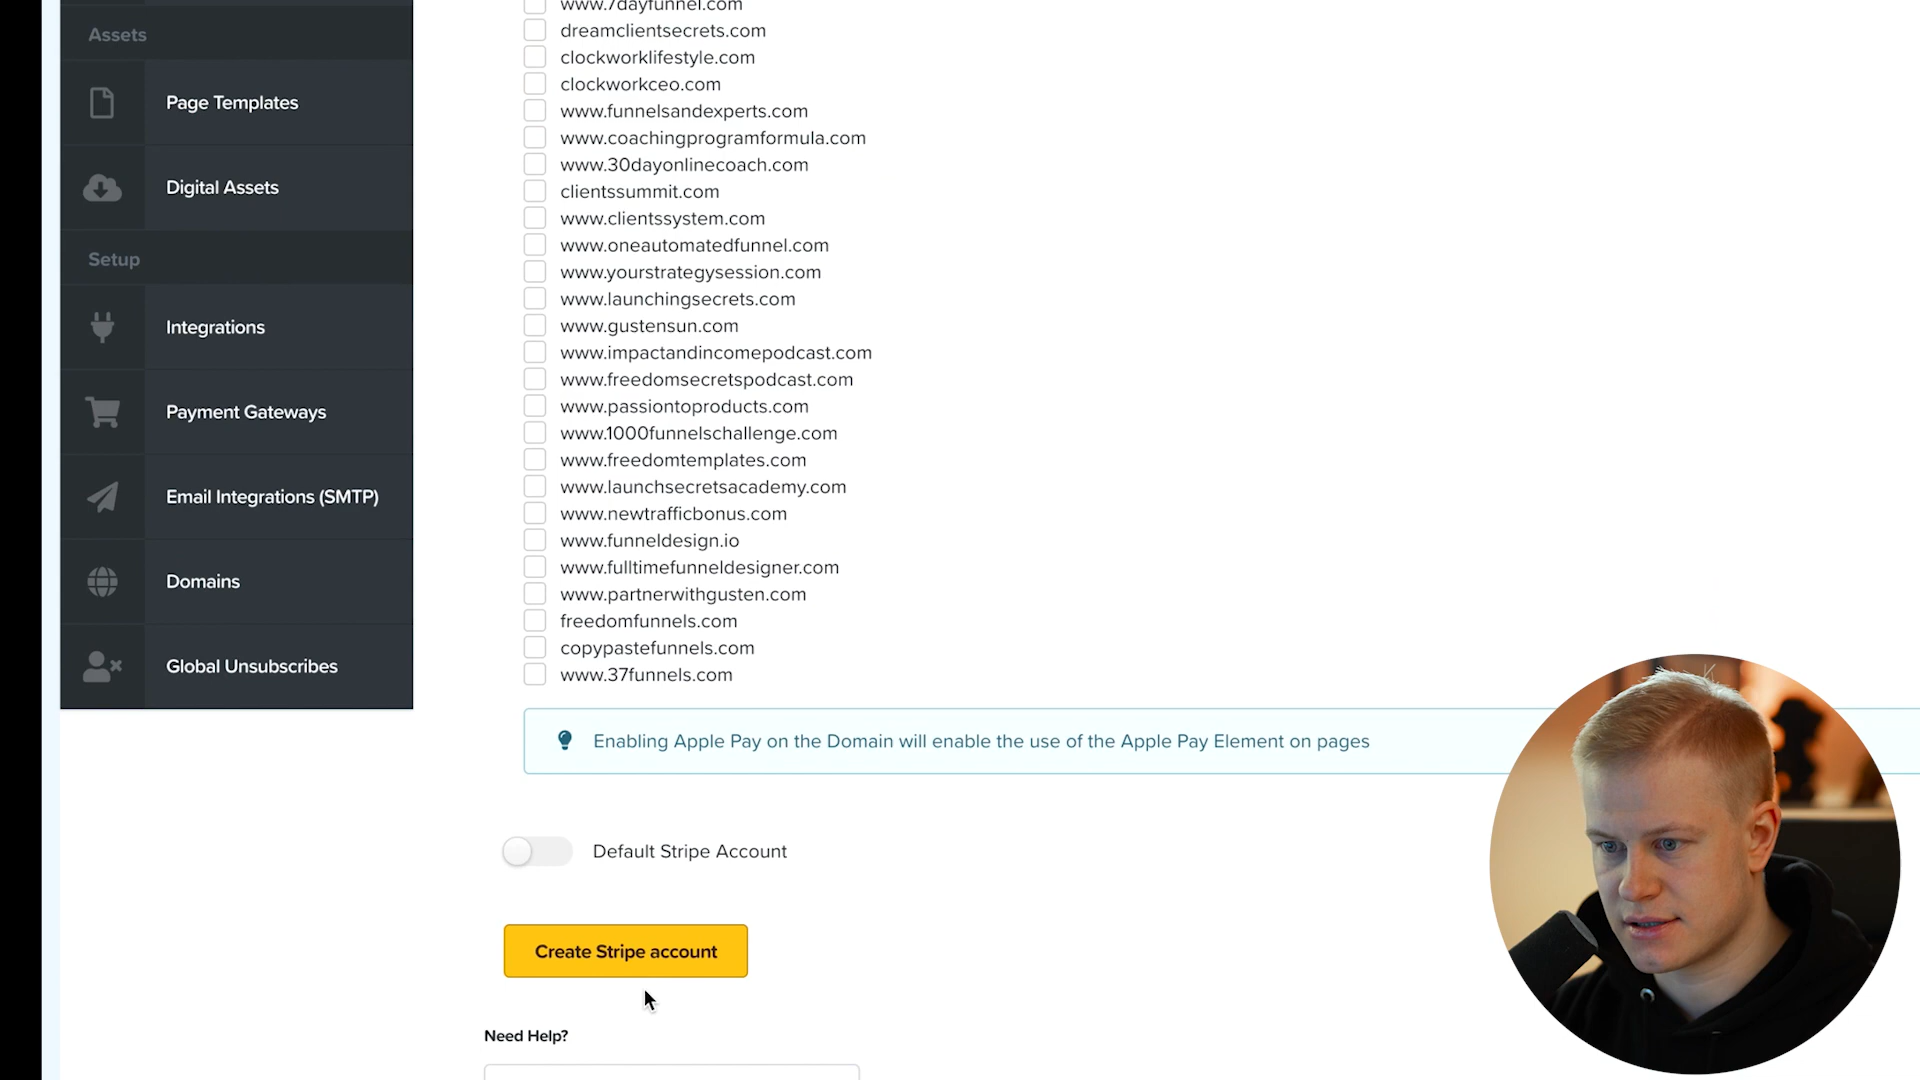 Assets
Page Templates
Digital Assets
Setup
Integrations
Payment Gateways
Email Integrations (SMTP)
Domains
Global Unsubscribes
www.7dayfunnel.com
dreamclientsecrets.com
clockworklifestyle.com
clockworkceo.com
www.funnelsandexperts.com
www.coachingprogramformula.com
www.30dayonlinecoach.com
clientssummit.com
www.clientssystem.com
www.oneautomatedfunnel.com
www.yourstrategysession.com
www.launchingsecrets.com
www.gustensun.com
www.impactandincomepodcast.com
www.freedomsecretspodcast.com
www.passiontoproducts.com
www.1000funnelschallenge.com
www.freedomtemplates.com
www.launchsecretsacademy.com
www.newtrafficbonus.com
www.funneldesign.io
www.fulltimefunneldesigner.com
www.partnerwithgusten.com
freedomfunnels.com
copypastefunnels.com
www.37funnels.com
Enabling Apple Pay on the Domain will enable the use of the Apple Pay Element on pages
Default Stripe Account
Create Stripe account
Need Help?